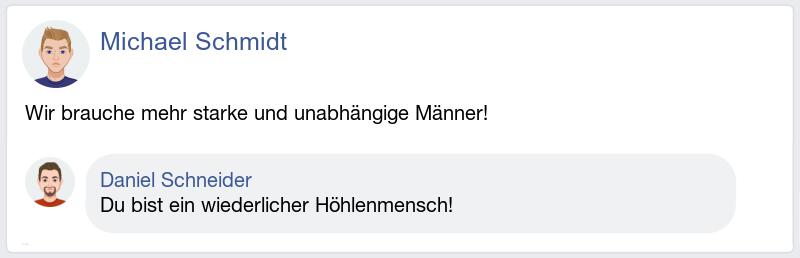 Michael Schmidt
Wir brauche mehr starke und unabhängige Männer!
Daniel Schneider
Du bist ein wiederlicher Höhlenmensch!